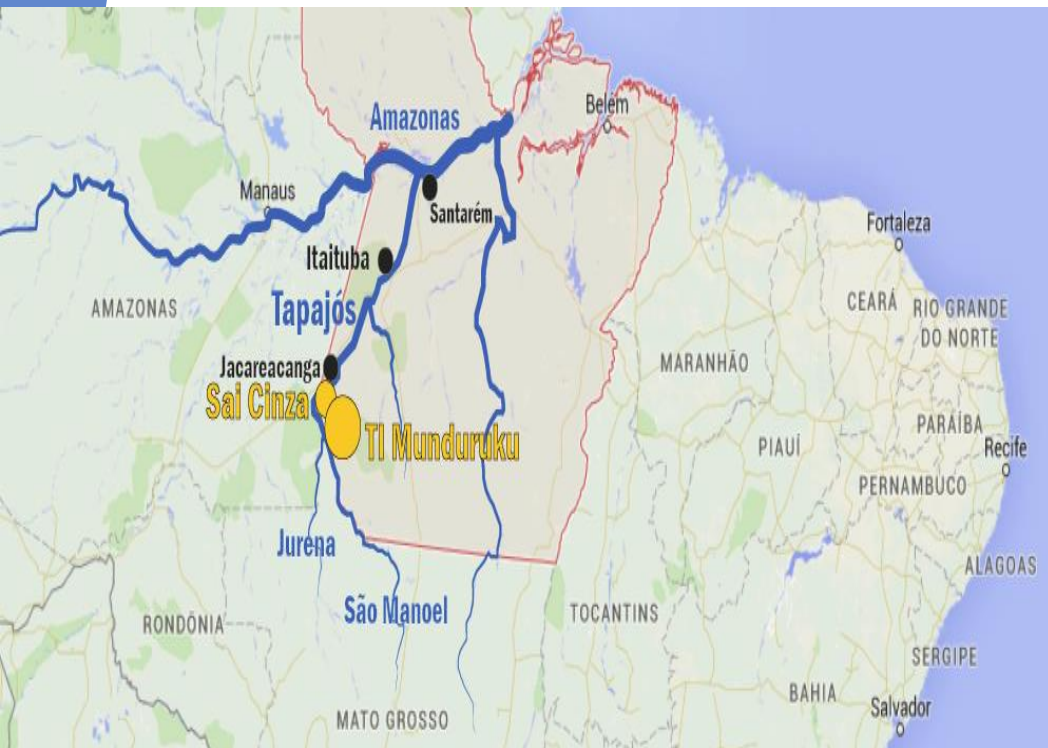 Belém
Amazonas
Manaus
Santarém
Fortaleza
Itaituba
AMAZONAS
Tapajós
CEARÁ
RIO GRANDE
DO NORTE
Jacareacanga
MARANHÃO
Sai Cinza
TI Munduruku
PARAÍBA
PIAUÍ
Recife
PERNAMBUCO
Jurena
ALAGOAS
São Manoel
TOCANTINS
RONDÔNIA
SERGIPE
BAHIA
Salvador
MATO GROSSO